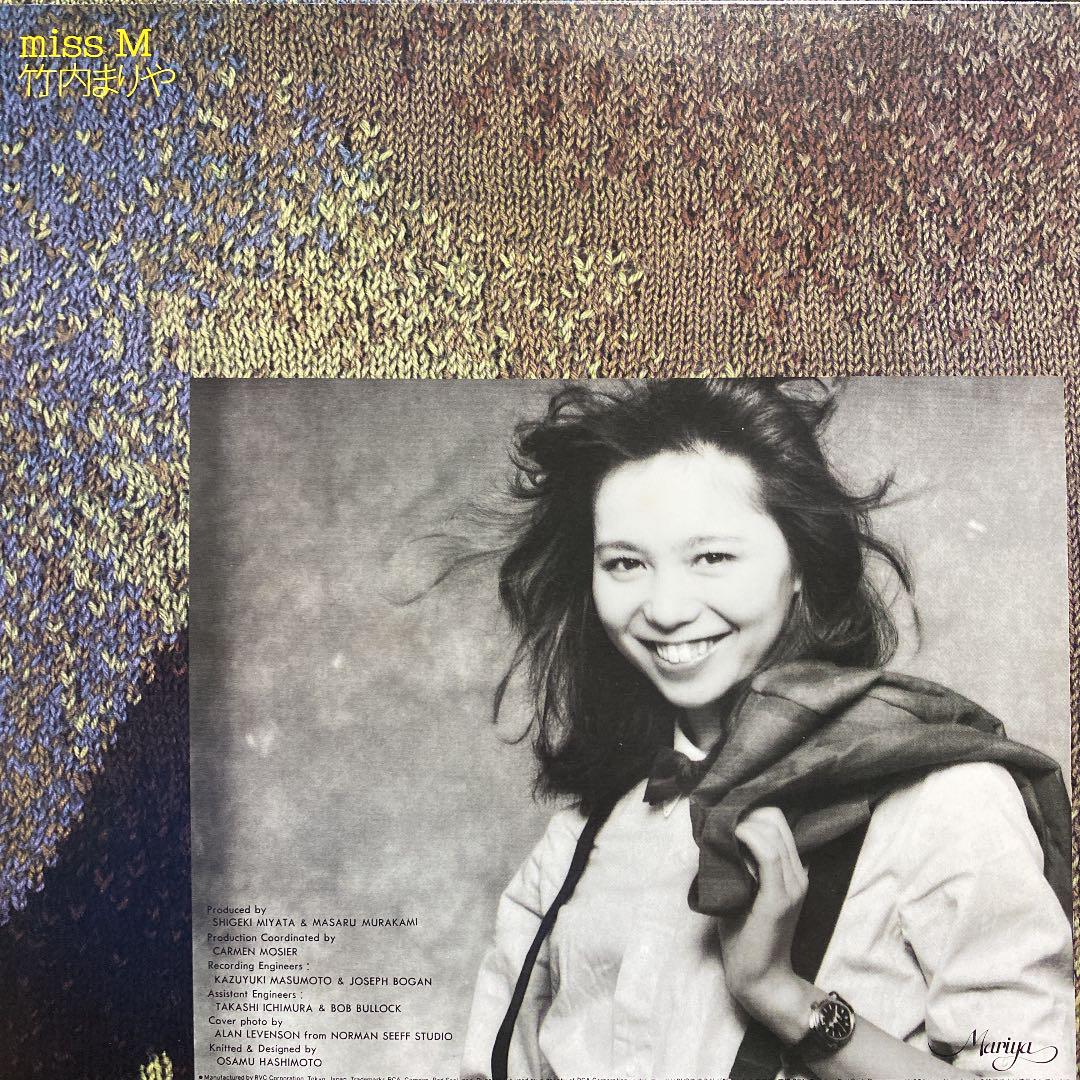 miss M
竹内まりや
Produced by
SHIGEKI MIYATA & MASARU MURAKAMI
Production Coordinated by
CARMEN MOSIER
Recording Engineers :
KAZUYUKI MASUMOTO & JOSEPH BOGAN
Assistant Engineers :
TAKASHI ICHIMURA & BOB BULLOCK
Cover photo by
ALAN LEVENSON from NORMAN SEEFF STUDIO
Knitted & Designed by
OSAMU HASHIMOTO
Mariya
● Manufactured by RVC Corporation, Tokyo, Japan. Trademarks RCA,